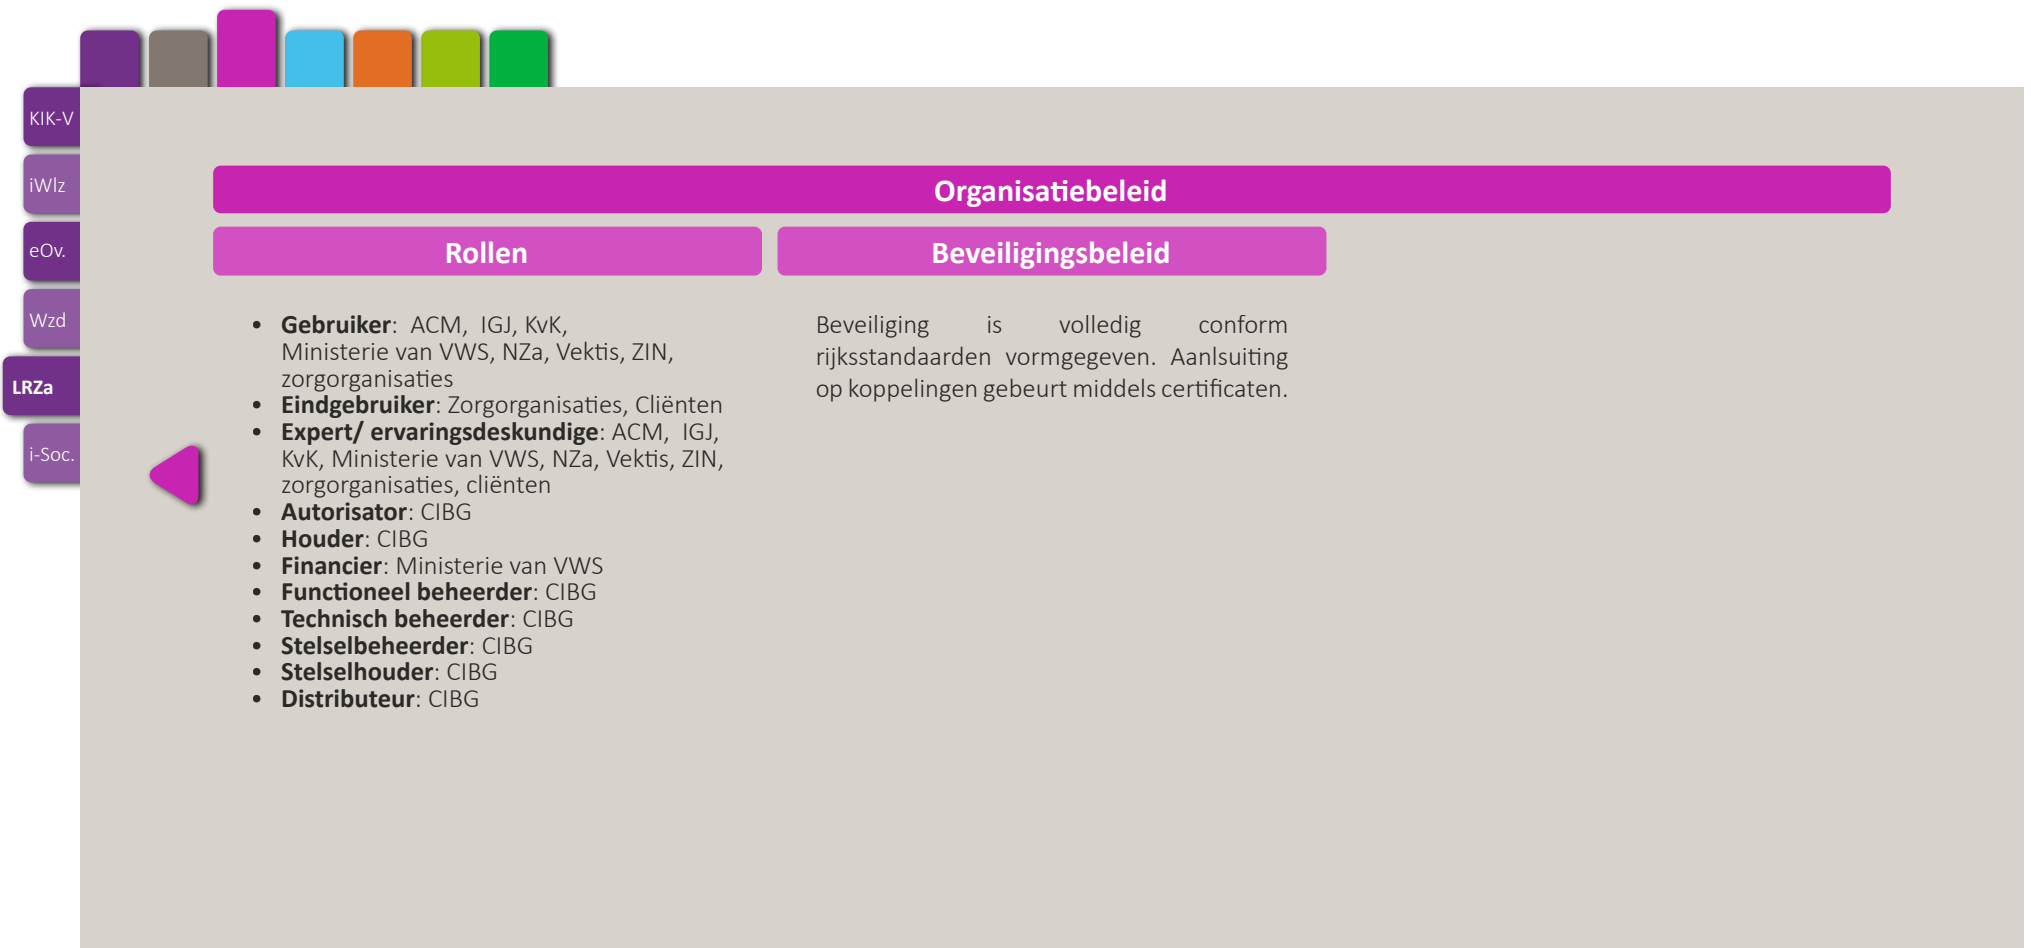 KIK-V
iWlz
eOv.
Wzd
LRZa
i-Soc.
Organisatiebeleid
Rollen
• Gebruiker: ACM, IGJ, KvK,
Ministerie van VWS, NZa, Vektis, ZIN,
zorgorganisaties
• Eindgebruiker: Zorgorganisaties, Cliënten
• Expert/ ervaringsdeskundige: ACM, IGJ,
KvK, Ministerie van VWS, NZa, Vektis, ZIN,
zorgorganisaties, cliënten
• Autorisator: CIBG
• Houder: CIBG
• Financier: Ministerie van VWS
• Functioneel beheerder: CIBG
• Technisch beheerder: CIBG
• Stelselbeheerder: CIBG
• Stelselhouder: CIBG
• Distributeur: CIBG
Beveiligingsbeleid
Beveiliging is volledig conform
rijksstandaarden vormgegeven. Aanlsuiting
op koppelingen gebeurt middels certificaten.